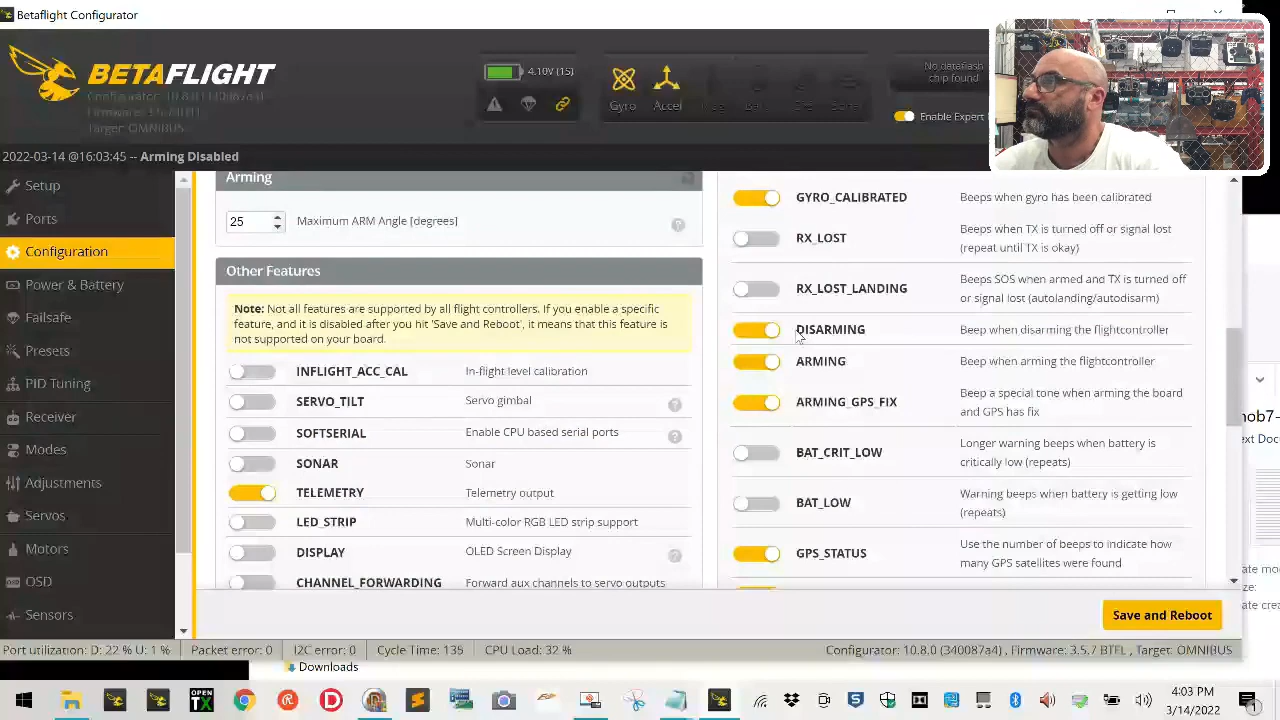 Betaflight Configurator
BETAFLIGHT
Target: OMNIBUS
Gyro
Accel
Enable Expert
2022-03-14 @16:03:45 -- Arming Disabled
Setup
Ports
Configuration
Power & Battery
Failsafe
Presets
PID Tuning
Receiver
Modes
Adjustments
Servos
Motors
OSD
Sensors
Arming
25
Maximum ARM Angle [degrees]
Other Features
Note: Not all features are supported by all flight controllers. If you enable a specific
feature, and it is disabled after you hit 'Save and Reboot', it means that this feature is
not supported on your board.
INFLIGHT_ACC_CAL In-flight level calibration
SERVO_TILT Servo gimbal
SOFTSERIAL Enable CPU based serial ports
SONAR Sonar
TELEMETRY Telemetry output
LED_STRIP Multi-color RGB LED strip support
DISPLAY OLED Screen Display
CHANNEL_FORWARDING Forward aux channels to servo outputs
GYRO_CALIBRATED Beeps when gyro has been calibrated
RX_LOST Beeps when TX is turned off or signal lost
(repeat until TX is okay)
RX_LOST_LANDING Beeps SOS when armed and TX is turned off
or signal lost (autolanding/autodisarm)
DISARMING Beep when disarming the flightcontroller
ARMING Beep when arming the flightcontroller
ARMING_GPS_FIX Beep a special tone when arming the board
and GPS has fix
BAT_CRIT_LOW Longer warning beeps when battery is
critically low (repeats)
BAT_LOW Warning beeps when battery is getting
(repeats)
GPS_STATUS Use the number of beeps to indicate how
many GPS satellites were found
Save and Reboot
Port utilization: D: 22 % U: 1 %
Packet error: 0
I2C error: 0
Cycle Time: 135
CPU Load: 32 %
Configurator: 10.8.0 (340087a4) , Firmware: 3.5.7 BTFL , Target: OMNIBUS
Downloads
OPEN
TX
4:03 PM
3/14/2022